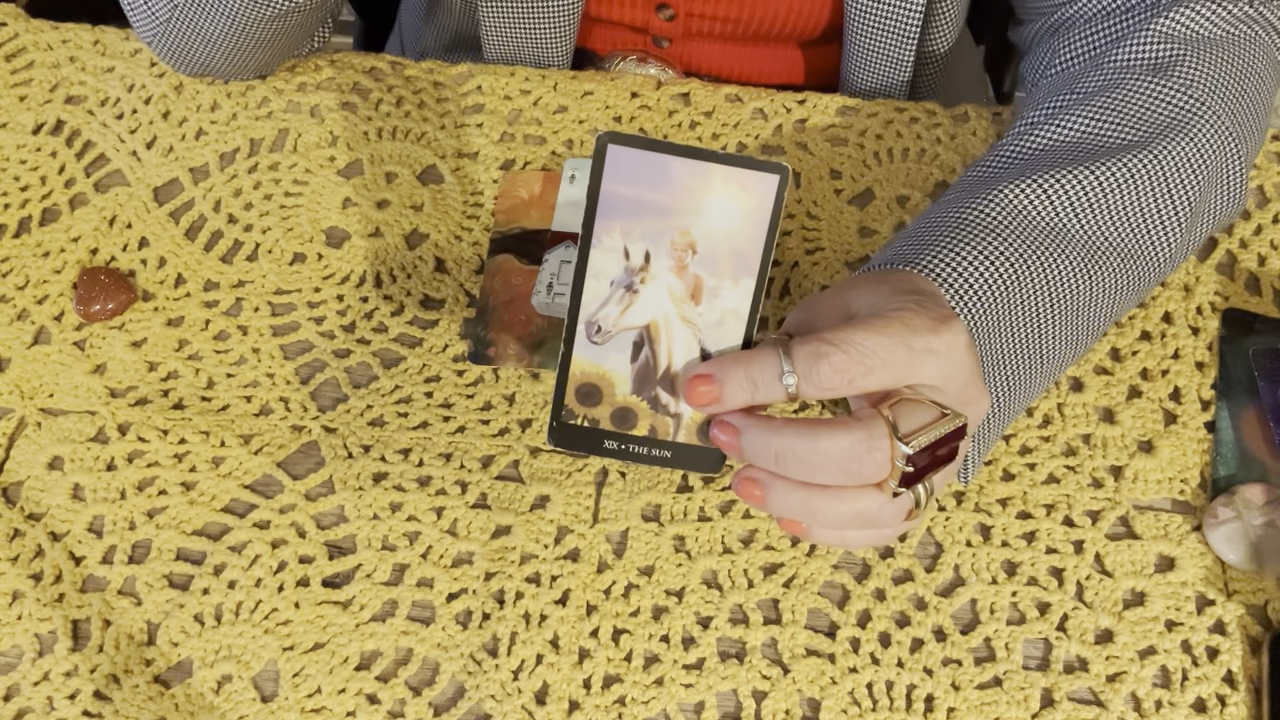 XIX • THE SUN